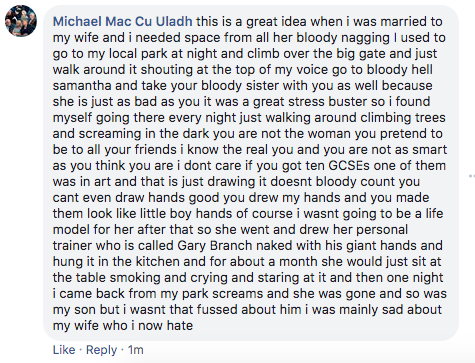 Michael Mac Cu Uladh this is a great idea when i was married to
my wife and i needed space from all her bloody nagging I used to
go to my local park at night and climb over the big gate and just
walk around it shouting at the top of my voice go to bloody hell
samantha and take your bloody sister with you as well because
she is just as bad as you it was a great stress buster so i found
myself going there every night just walking around climbing trees
and screaming in the dark you are not the woman you pretend to
be to all your friends i know the real you and you are not as smart
as you think you are i dont care if you got ten GCSEs one of them
was in art and that is just drawing it doesnt bloody count you
cant even draw hands good you drew my hands and you made
them look like little boy hands of course i wasnt going to be a life
model for her after that so she went and drew her personal
trainer who is called Gary Branch naked with his giant hands and
hung it in the kitchen and for about a month she would just sit at
the table smoking and crying and staring at it and then one night
i came back from my park screams and she was gone and so was
my son but i wasnt that fussed about him i was mainly sad about
my wife who i now hate
Like · Reply · 1m